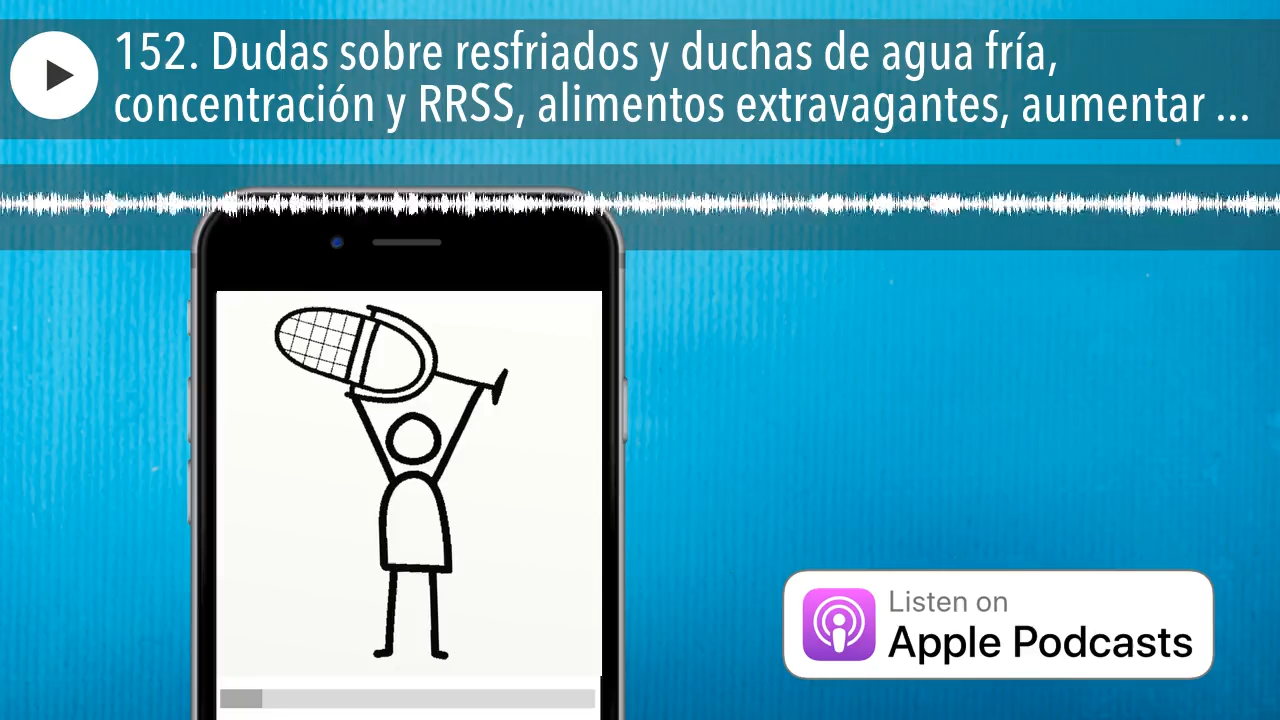 152. Dudas sobre resfriados y duchas de agua fría,
concentración y RRSS, alimentos extravagantes, aumentar ...
Listen on
Apple Podcasts